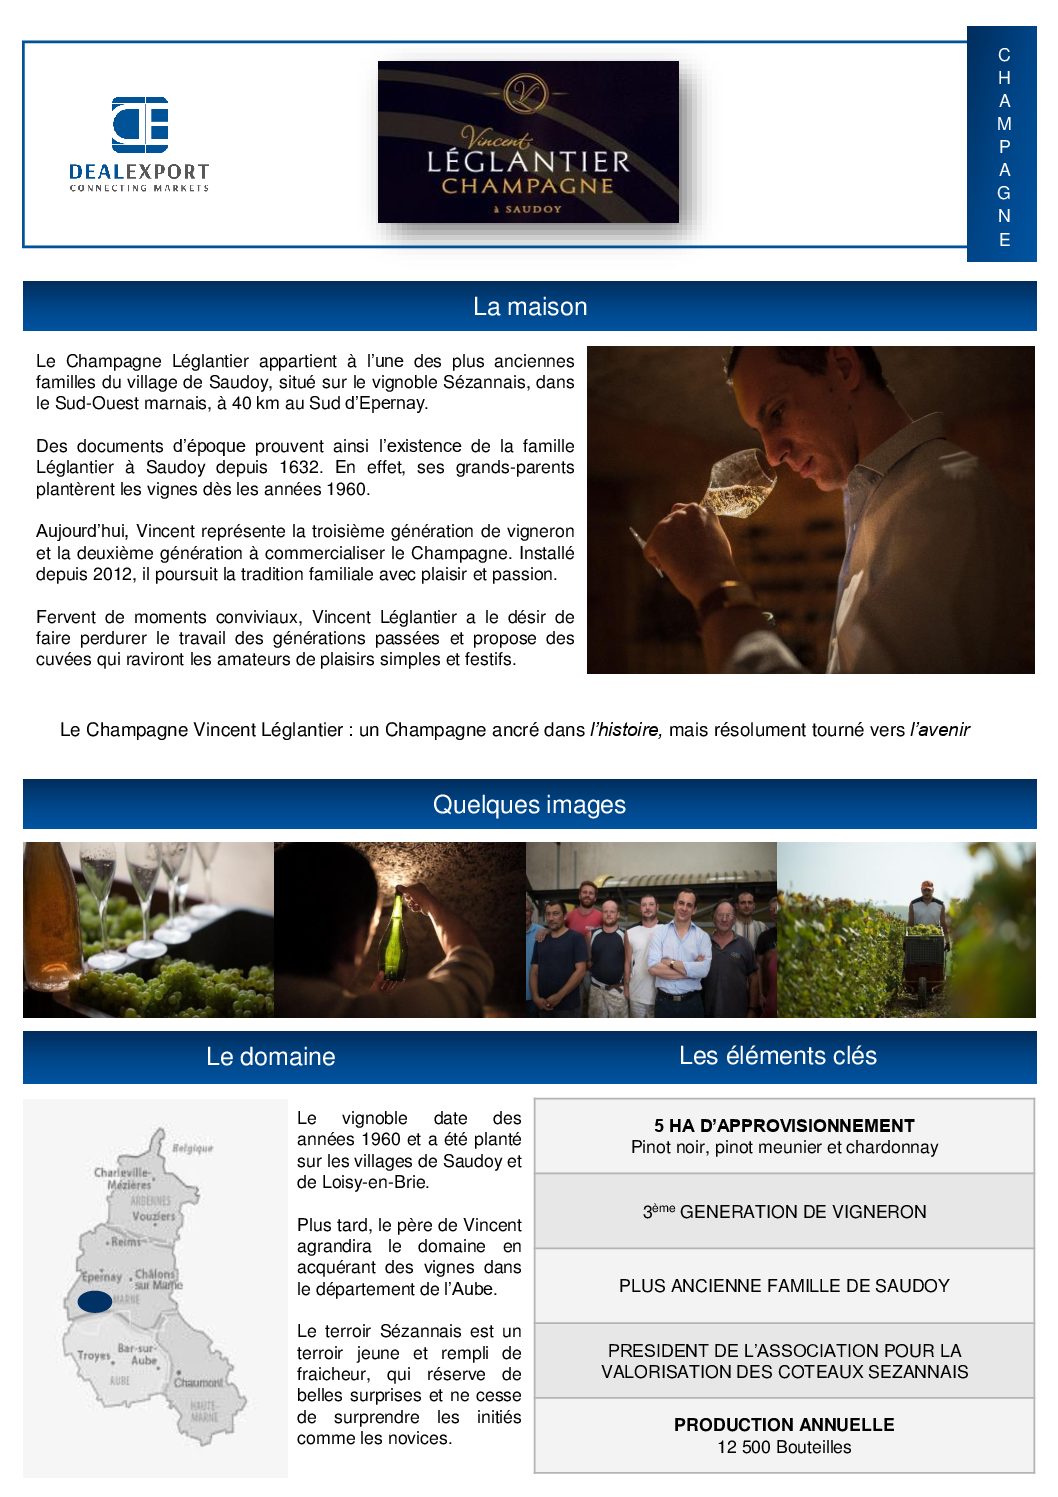 DEALEXPORT
CONNECTING MARKETS
Vincent
LÉGLANTIER
CHAMPAGNE
à SAUDOY
C
H
A
M
P
A
G
N
E
La maison
Le Champagne Léglantier appartient à l’une des plus anciennes
familles du village de Saudoy, situé sur le vignoble Sézannais, dans
le Sud-Ouest marnais, à 40 km au Sud d’Epernay.
Des documents d’époque prouvent ainsi l’existence de la famille
Léglantier à Saudoy depuis 1632. En effet, ses grands-parents
plantèrent les vignes dès les années 1960.
Aujourd’hui, Vincent représente la troisième génération de vigneron
et la deuxième génération à commercialiser le Champagne. Installé
depuis 2012, il poursuit la tradition familiale avec plaisir et passion.
Fervent de moments conviviaux, Vincent Léglantier a le désir de
faire perdurer le travail des générations passées et propose des
cuvées qui raviront les amateurs de plaisirs simples et festifs.
Le Champagne Vincent Léglantier : un Champagne ancré dans l’histoire, mais résolument tourné vers l’avenir
Quelques images
Le domaine
Belgique
Charleville-
Mézières
ARDENNES
Vouziers
Reims
Epernay
Châlons
sur Marne
MARNE
Troyes
Bar-sur-
Aube
AUBE
Chaumont
HAUTE-
MARNE
Le vignoble date des
années 1960 et a été planté
sur les villages de Saudoy et
de Loisy-en-Brie.
Plus tard, le père de Vincent
agrandira le domaine en
acquérant des vignes dans
le département de l’Aube.
Le terroir Sézannais est un
terroir jeune et rempli de
fraicheur, qui réserve de
belles surprises et ne cesse
de surprendre les initiés
comme les novices.
Les éléments clés
5 HA D’APPROVISIONNEMENT
Pinot noir, pinot meunier et chardonnay
3ème GENERATION DE VIGNERON
PLUS ANCIENNE FAMILLE DE SAUDOY
PRESIDENT DE L’ASSOCIATION POUR LA
VALORISATION DES COTEAUX SEZANNAIS
PRODUCTION ANNUELLE
12 500 Bouteilles